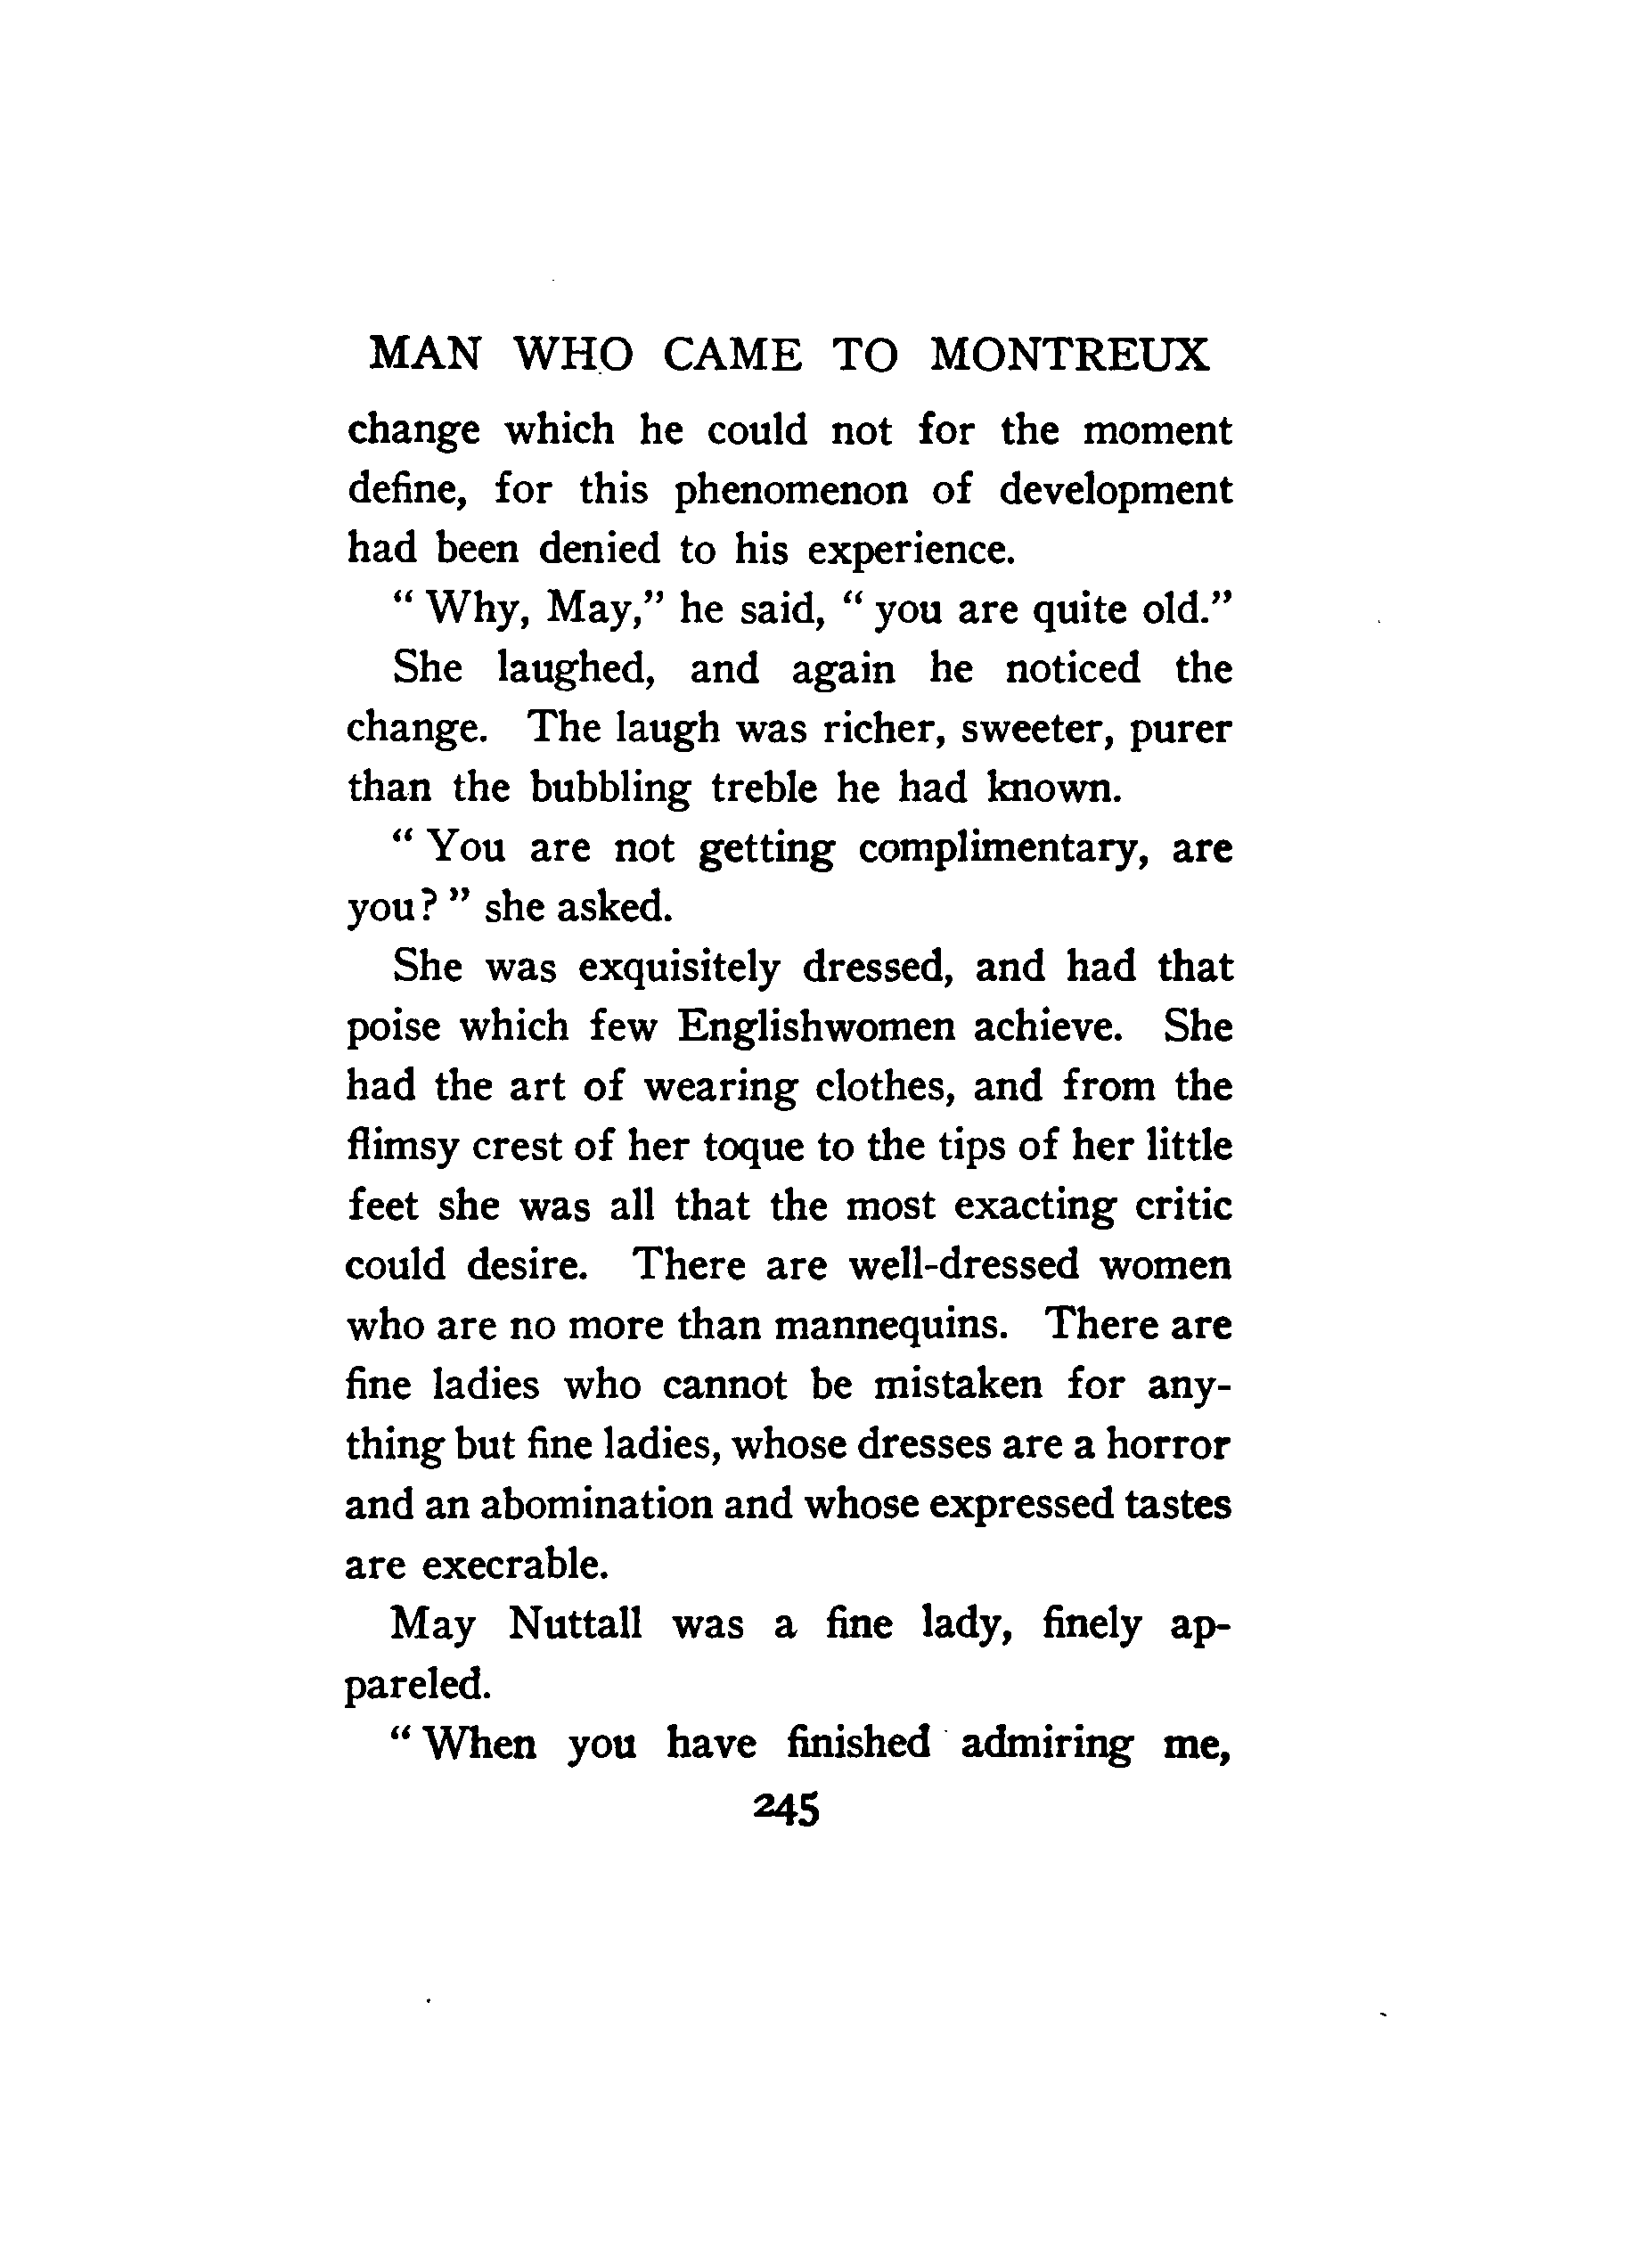 MAN WHO CAME TO MONTREUX
change which he could not for the moment
define, for this phenomenon of development
had been denied to his experience.
“ Why, May,” he said, “ you are quite old.”
She laughed, and again he noticed the
change. The laugh was richer, sweeter, purer
than the bubbling treble he had known.
“ You are not getting complimentary, are
you? ” she asked.
She was exquisitely dressed, and had that
poise which few Englishwomen achieve. She
had the art of wearing clothes, and from the
flimsy crest of her toque to the tips of her little
feet she was all that the most exacting critic
could desire. There are well-dressed women
who are no more than mannequins. There are
fine ladies who cannot be mistaken for any-
thing but fine ladies, whose dresses are a horror
and an abomination and whose expressed tastes
are execrable.
May Nuttall was a fine lady, finely ap-
pareled.
“ When you have finished admiring me,
245